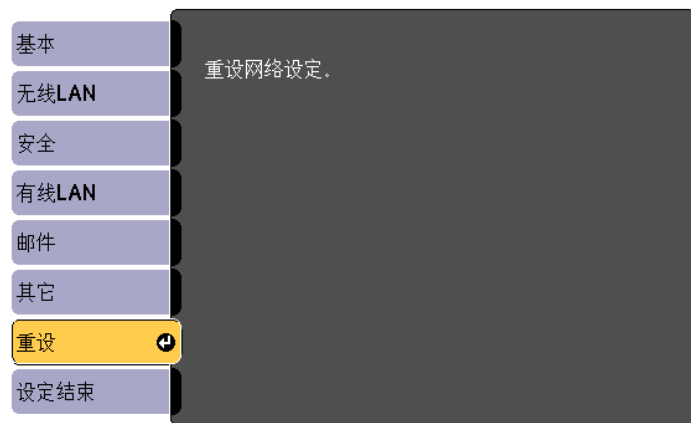 基本
无线LAN
安全
有线LAN
邮件
其它
重设
设定结束
重设网络设定.